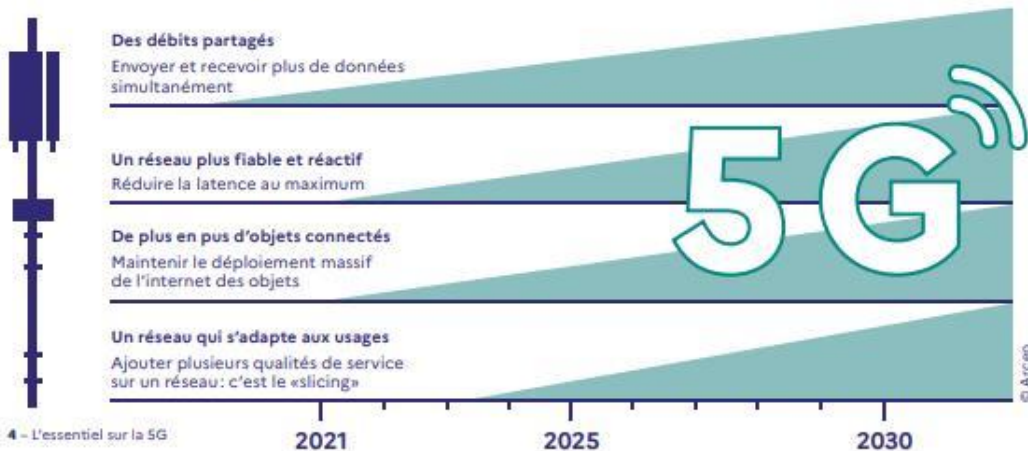 Des débits partagés
Envoyer et recevoir plus de données
simultanément
Un réseau plus fiable et réactif
Réduire la latence au maximum
De plus en pus d'objets connectés
Maintenir le déploiement massif
de l'internet des objets
Un réseau qui s'adapte aux usages
Ajouter plusieurs qualités de service
sur un réseau: c'est le «slicing»
5G
© Arcep
2021 2025 2030
4 – L'essentiel sur la 5G